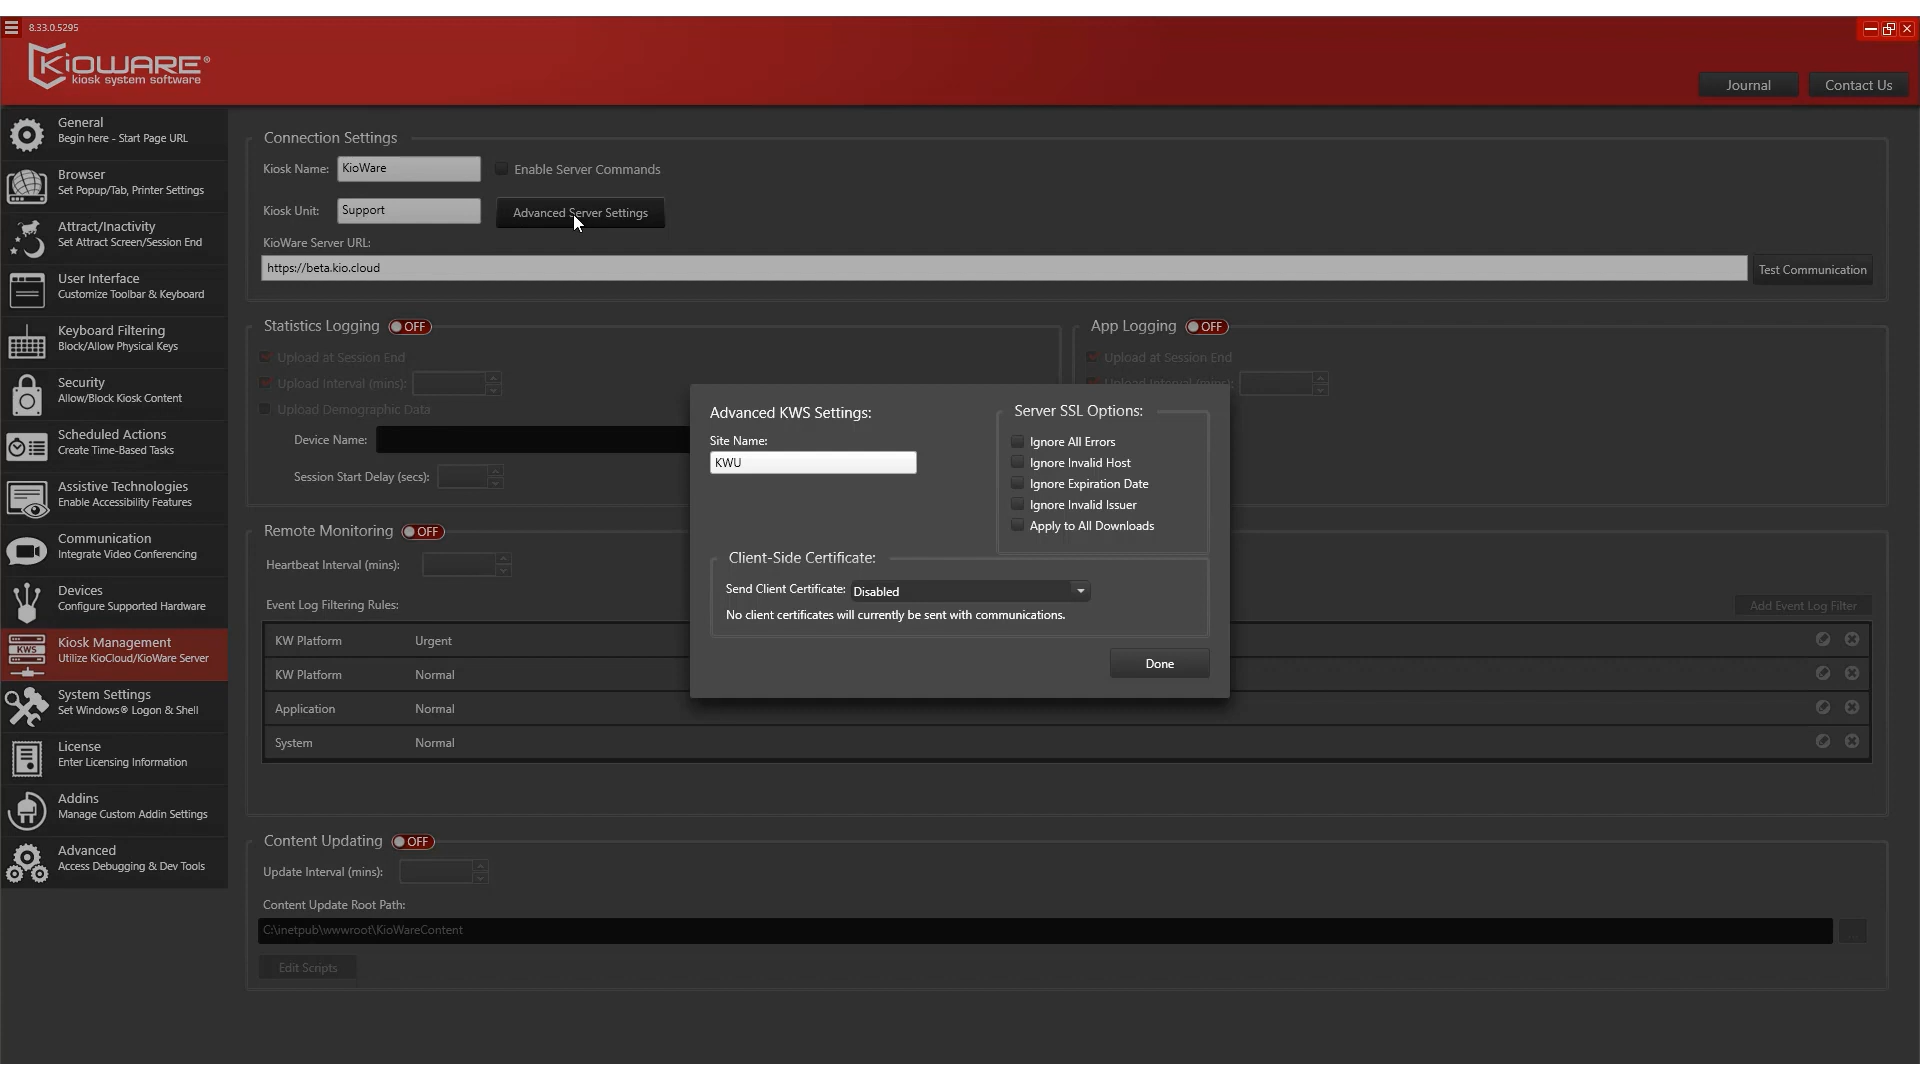 8.33.0.5295
KIOWARE®
kiosk system software
Journal
Contact Us
General
Begin here - Start Page URL
Browser
Set Popup/Tab, Printer Settings
Attract/Inactivity
Set Attract Screen/Session End
User Interface
Customize Toolbar & Keyboard
Keyboard Filtering
Block/Allow Physical Keys
Security
Allow/Block Kiosk Content
Scheduled Actions
Create Time-Based Tasks
Assistive Technologies
Enable Accessibility Features
Communication
Integrate Video Conferencing
Devices
Configure Supported Hardware
KWS
Kiosk Management
Utilize KioCloud/KioWare Server
System Settings
Set Windows® Logon & Shell
License
Enter Licensing Information
Addins
Manage Custom Addin Settings
Advanced
Access Debugging & Dev Tools
Connection Settings
Kiosk Name: KioWare Enable Server Commands
Kiosk Unit: Support Advanced Server Settings
KioWare Server URL:
https://beta.kio.cloud Test Communication
Statistics Logging OFF
Upload at Session End
Upload Interval (mins):
Upload Demographic Data
Device Name:
Session Start Delay (secs):
App Logging OFF
Upload at Session End
Upload Interval (mins):
Advanced KWS Settings:
Site Name:
KWU
Server SSL Options:
Ignore All Errors
Ignore Invalid Host
Ignore Expiration Date
Ignore Invalid Issuer
Apply to All Downloads
Client-Side Certificate:
Send Client Certificate: Disabled
No client certificates will currently be sent with communications.
Done
Remote Monitoring OFF
Heartbeat Interval (mins):
Event Log Filtering Rules: Add Event Log Filter
KW Platform Urgent
KW Platform Normal
Application Normal
System Normal
Content Updating OFF
Update Interval (mins):
Content Update Root Path:
C:\inetpub\wwwroot\KioWareContent
Edit Scripts